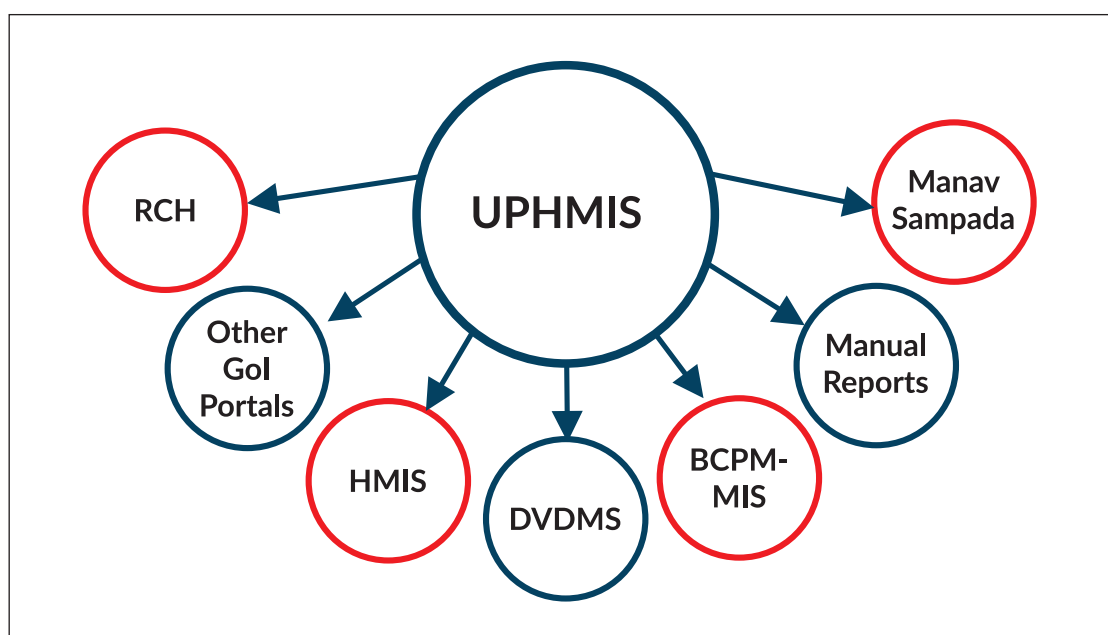 UPHMIS
RCH
Other
GoI
Portals
HMIS
DVDMS
BCPM-
MIS
Manual
Reports
Manav
Sampada